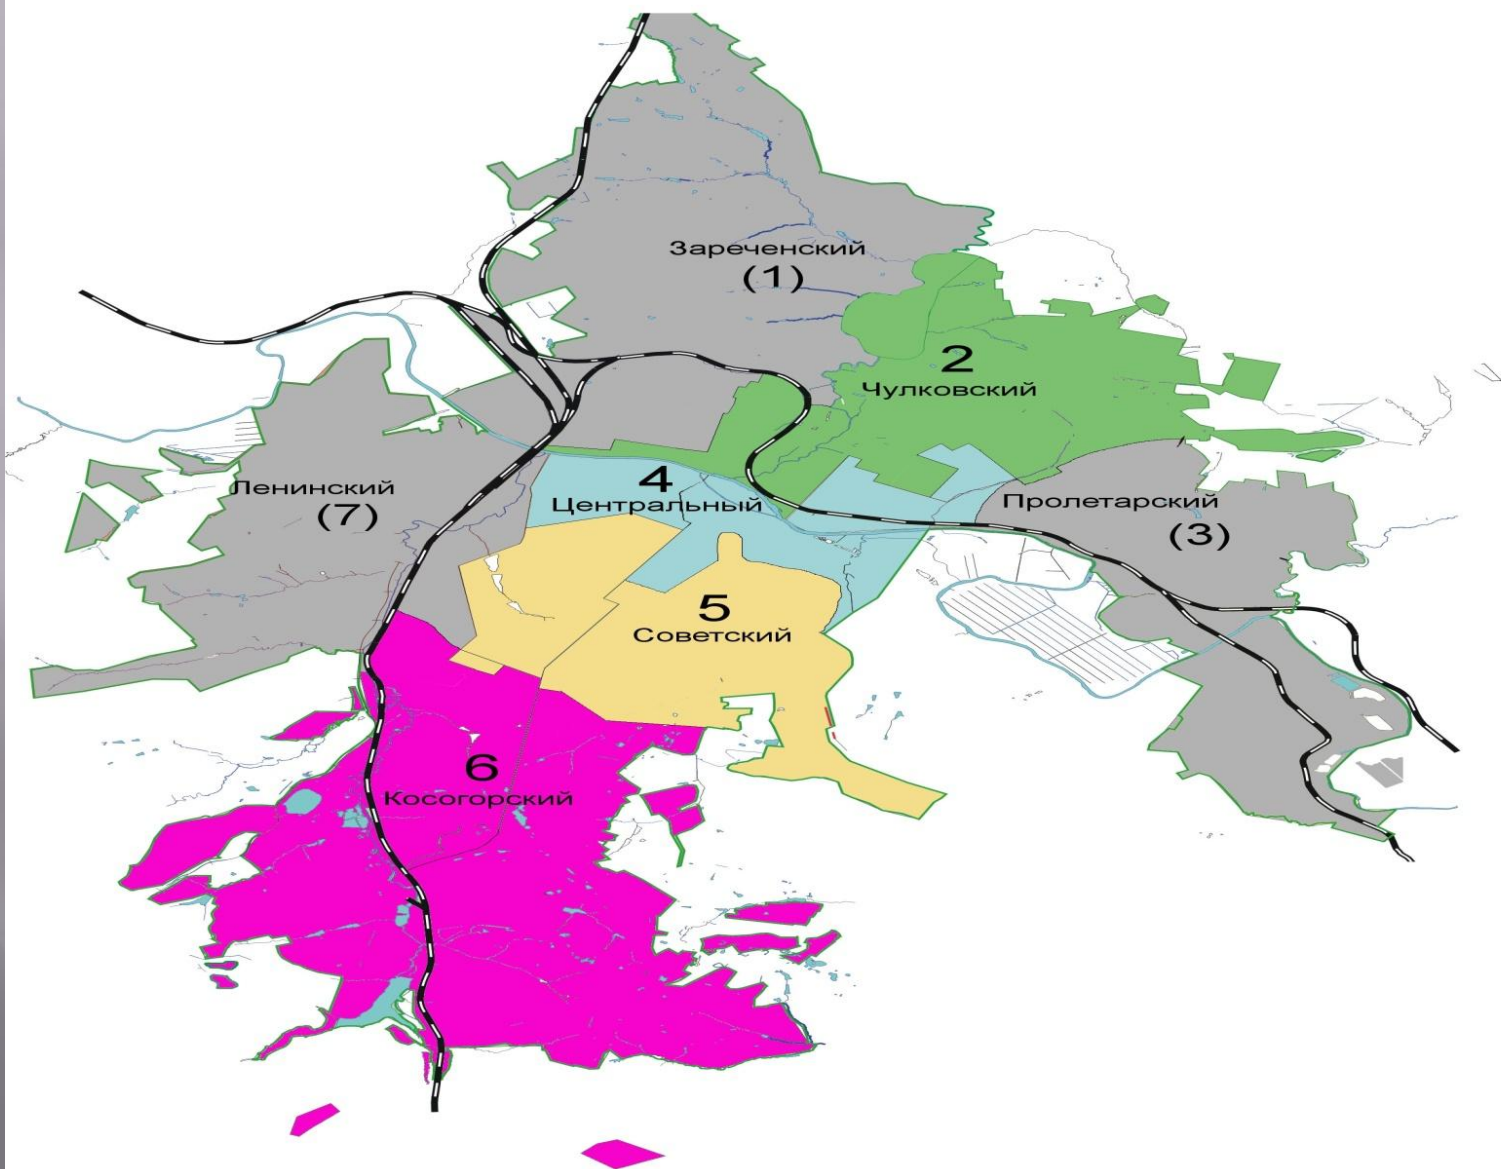 Зареченский
(1)
2
Чулковский
4
Центральный
Ленинский
(7)
Пролетарский
(3)
5
Советский
6
Косогорский